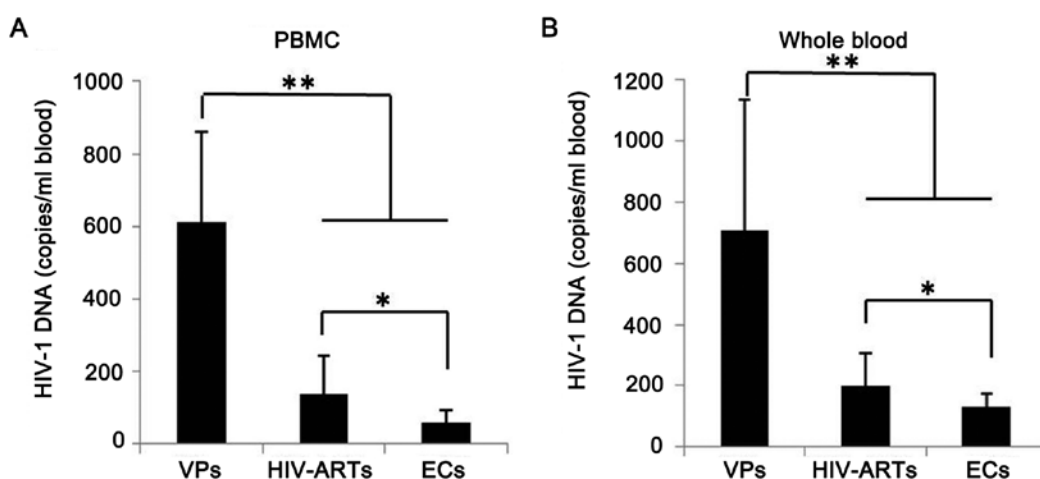 A
PBMC
HIV-1 DNA (copies/ml blood)
1000
800
600
400
200
0
**
*
VPs HIV-ARTs ECs
B
Whole blood
HIV-1 DNA (copies/ml blood)
1200
1000
800
600
400
200
0
**
*
VPs HIV-ARTs ECs